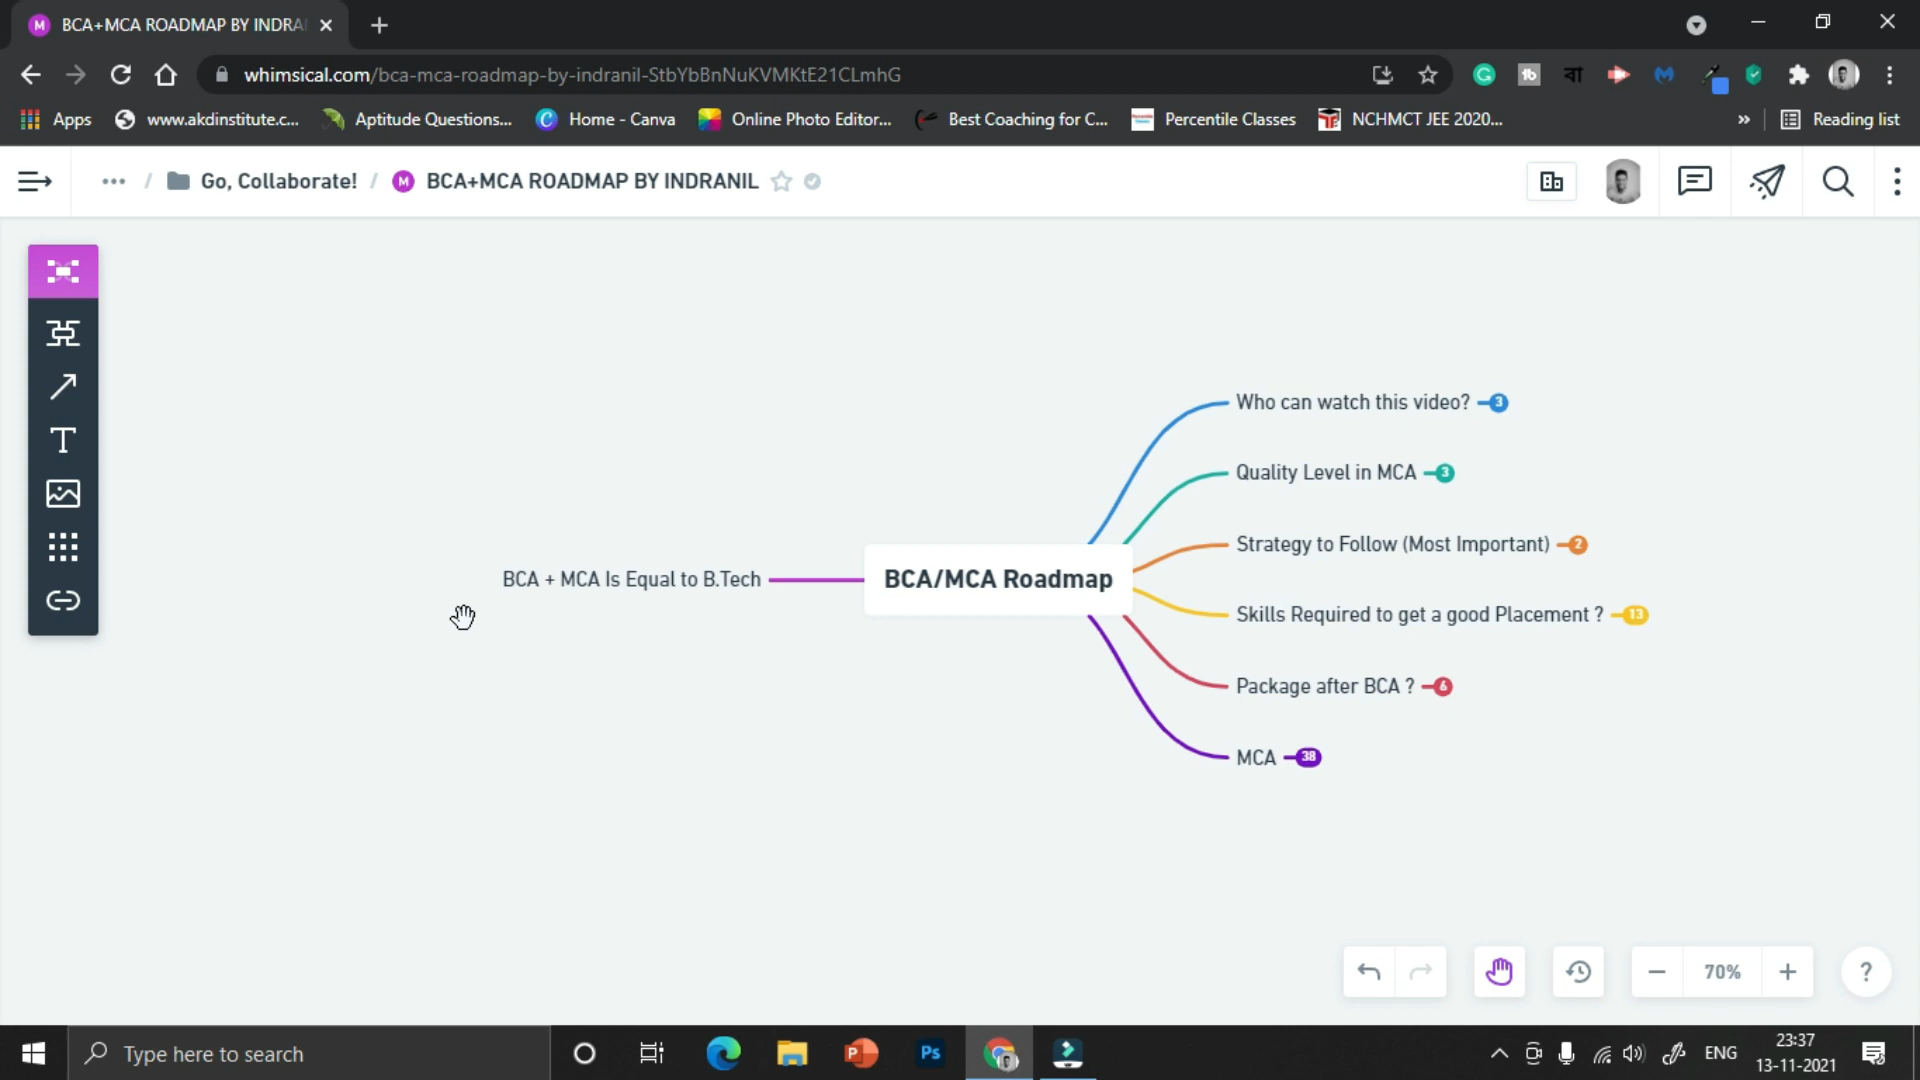 M BCA+MCA ROADMAP BY INDRA
whimsical.com/bca-mca-roadmap-by-indranil-StbYbBnNuKVMKtE21CLmhG
Apps www.akdinstitute.c... Aptitude Questions... Home - Canva Online Photo Editor... Best Coaching for C... Percentile Classes NCHMCT JEE 2020... » Reading list
... / Go, Collaborate! / M BCA+MCA ROADMAP BY INDRANIL
T
Who can watch this video? 3
Quality Level in MCA 3
Strategy to Follow (Most Important) 2
BCA + MCA Is Equal to B.Tech
BCA/MCA Roadmap
Skills Required to get a good Placement ? 13
Package after BCA ? 6
MCA 38
70%
?
Type here to search
Ps
ENG
23:37
13-11-2021